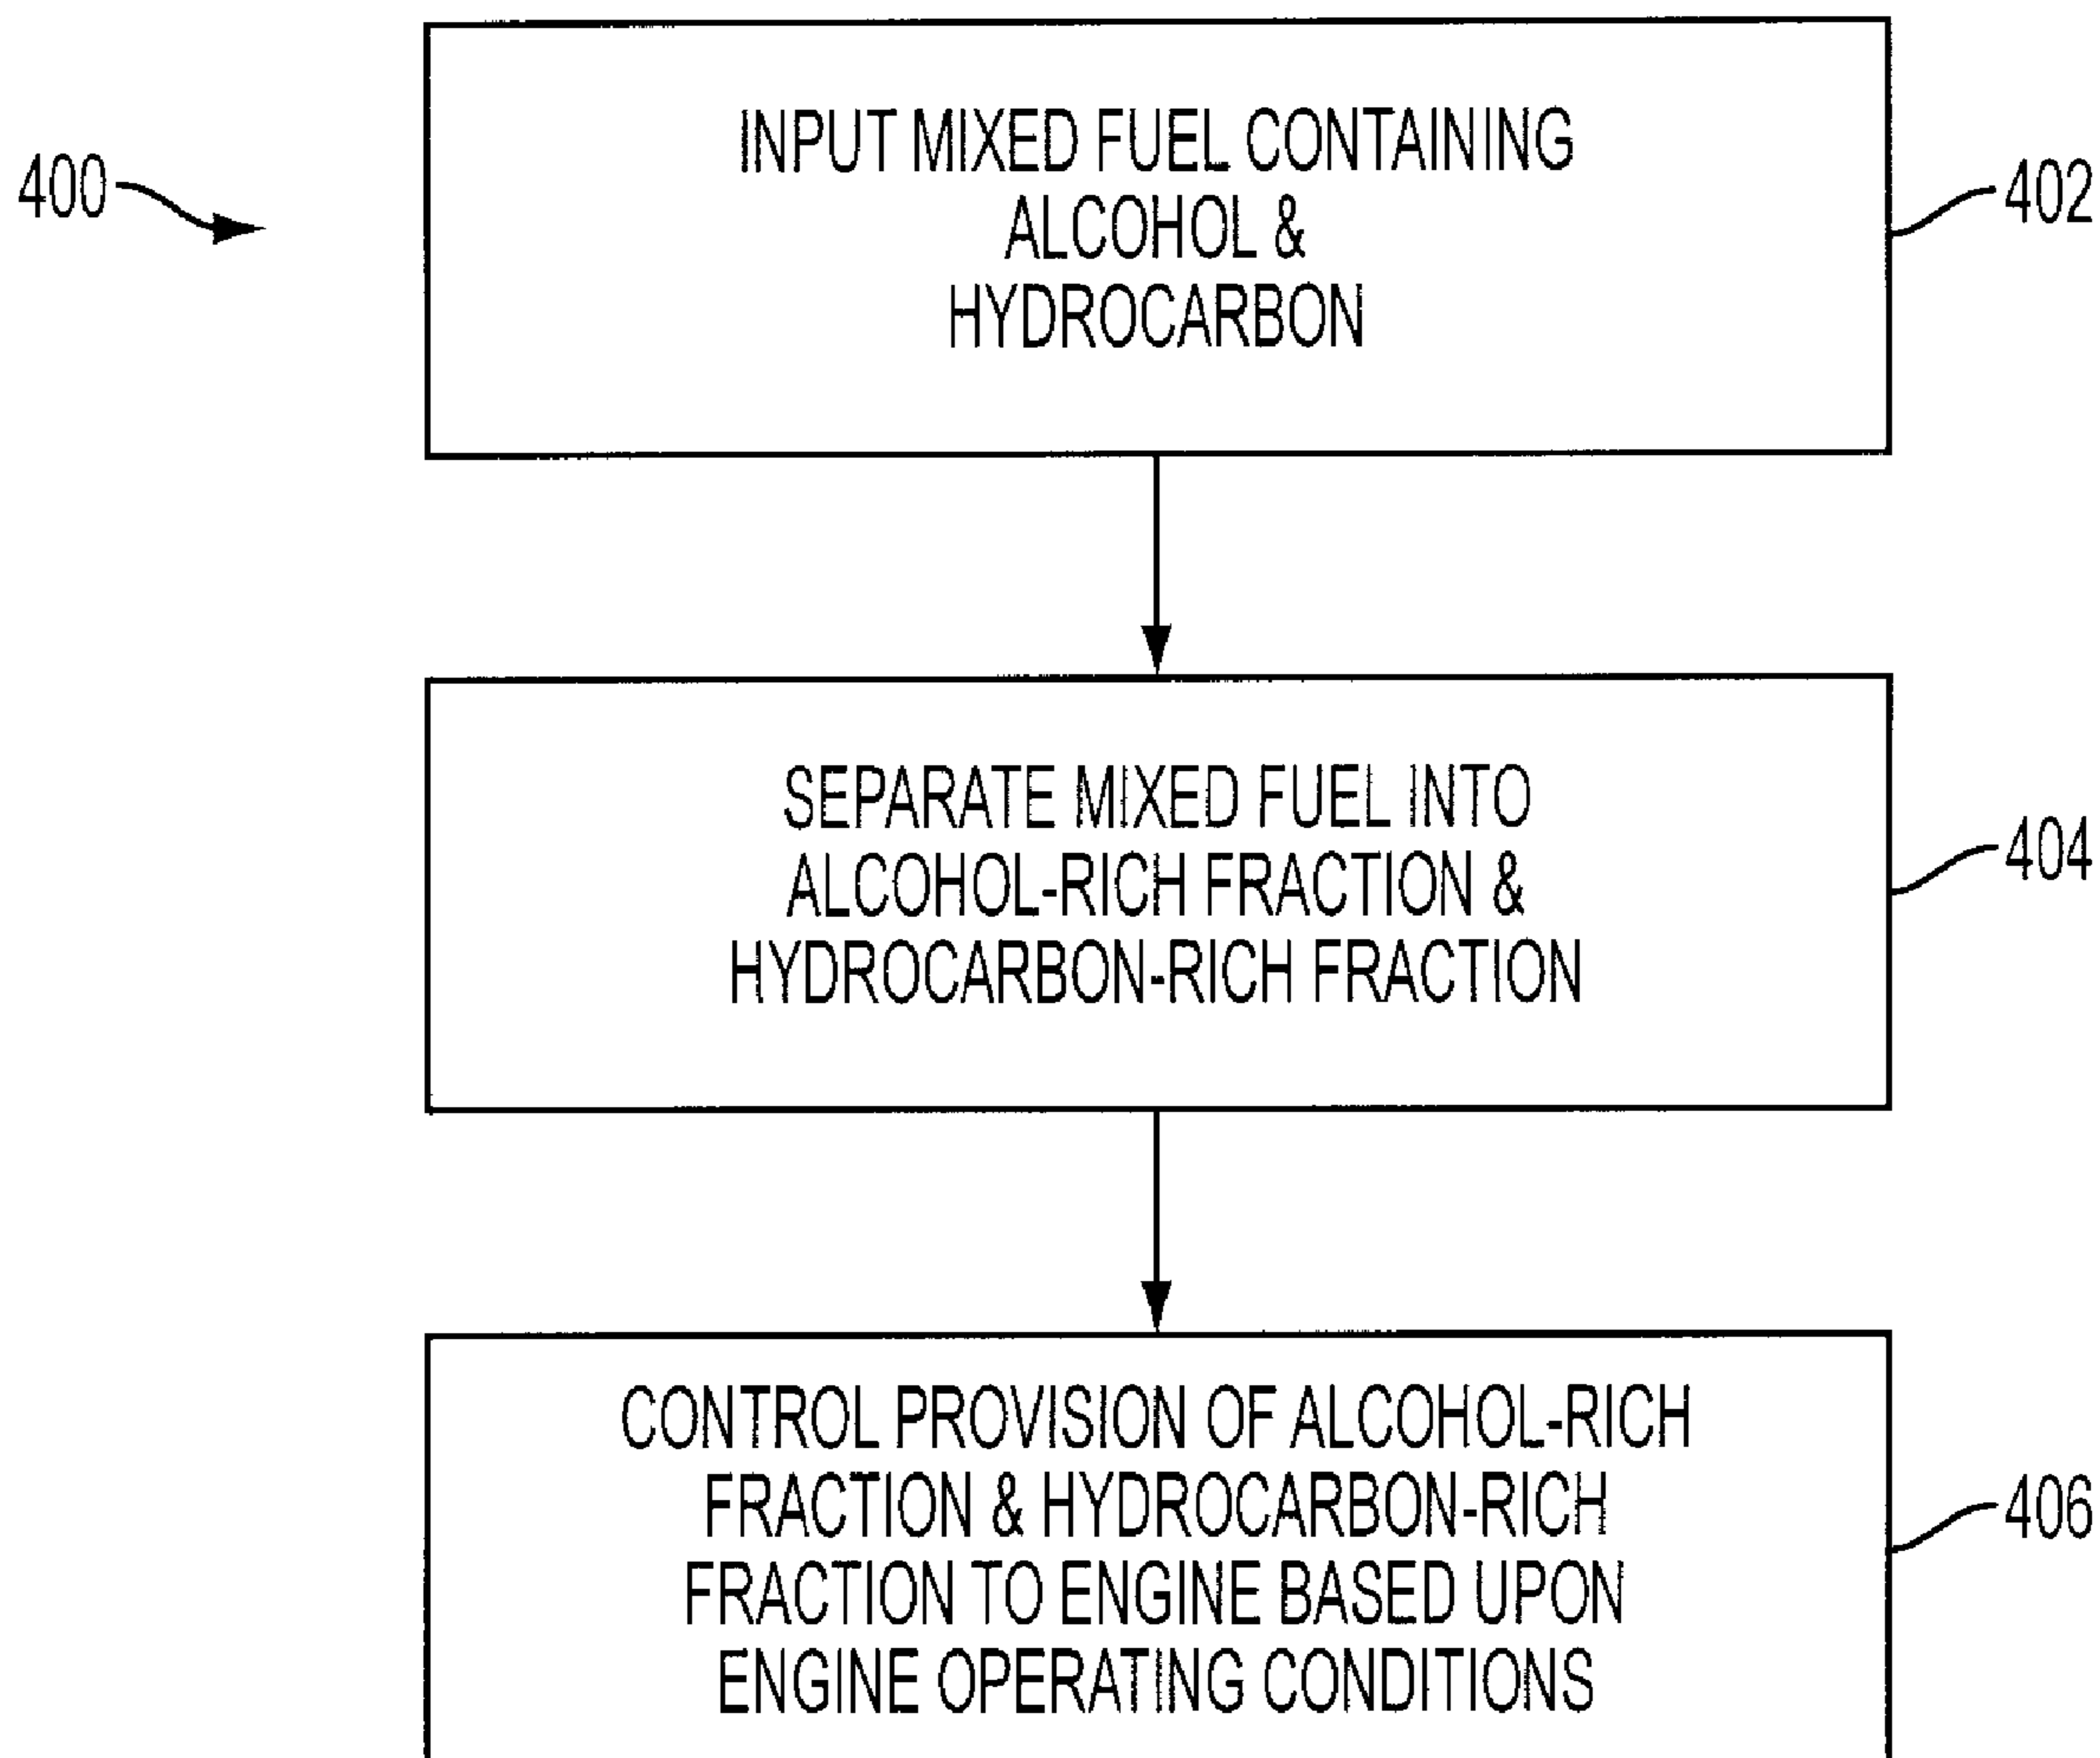 400
INPUT MIXED FUEL CONTAINING
ALCOHOL &
HYDROCARBON
402
SEPARATE MIXED FUEL INTO
ALCOHOL-RICH FRACTION &
HYDROCARBON-RICH FRACTION
404
CONTROL PROVISION OF ALCOHOL-RICH
FRACTION & HYDROCARBON-RICH
FRACTION TO ENGINE BASED UPON
ENGINE OPERATING CONDITIONS
406